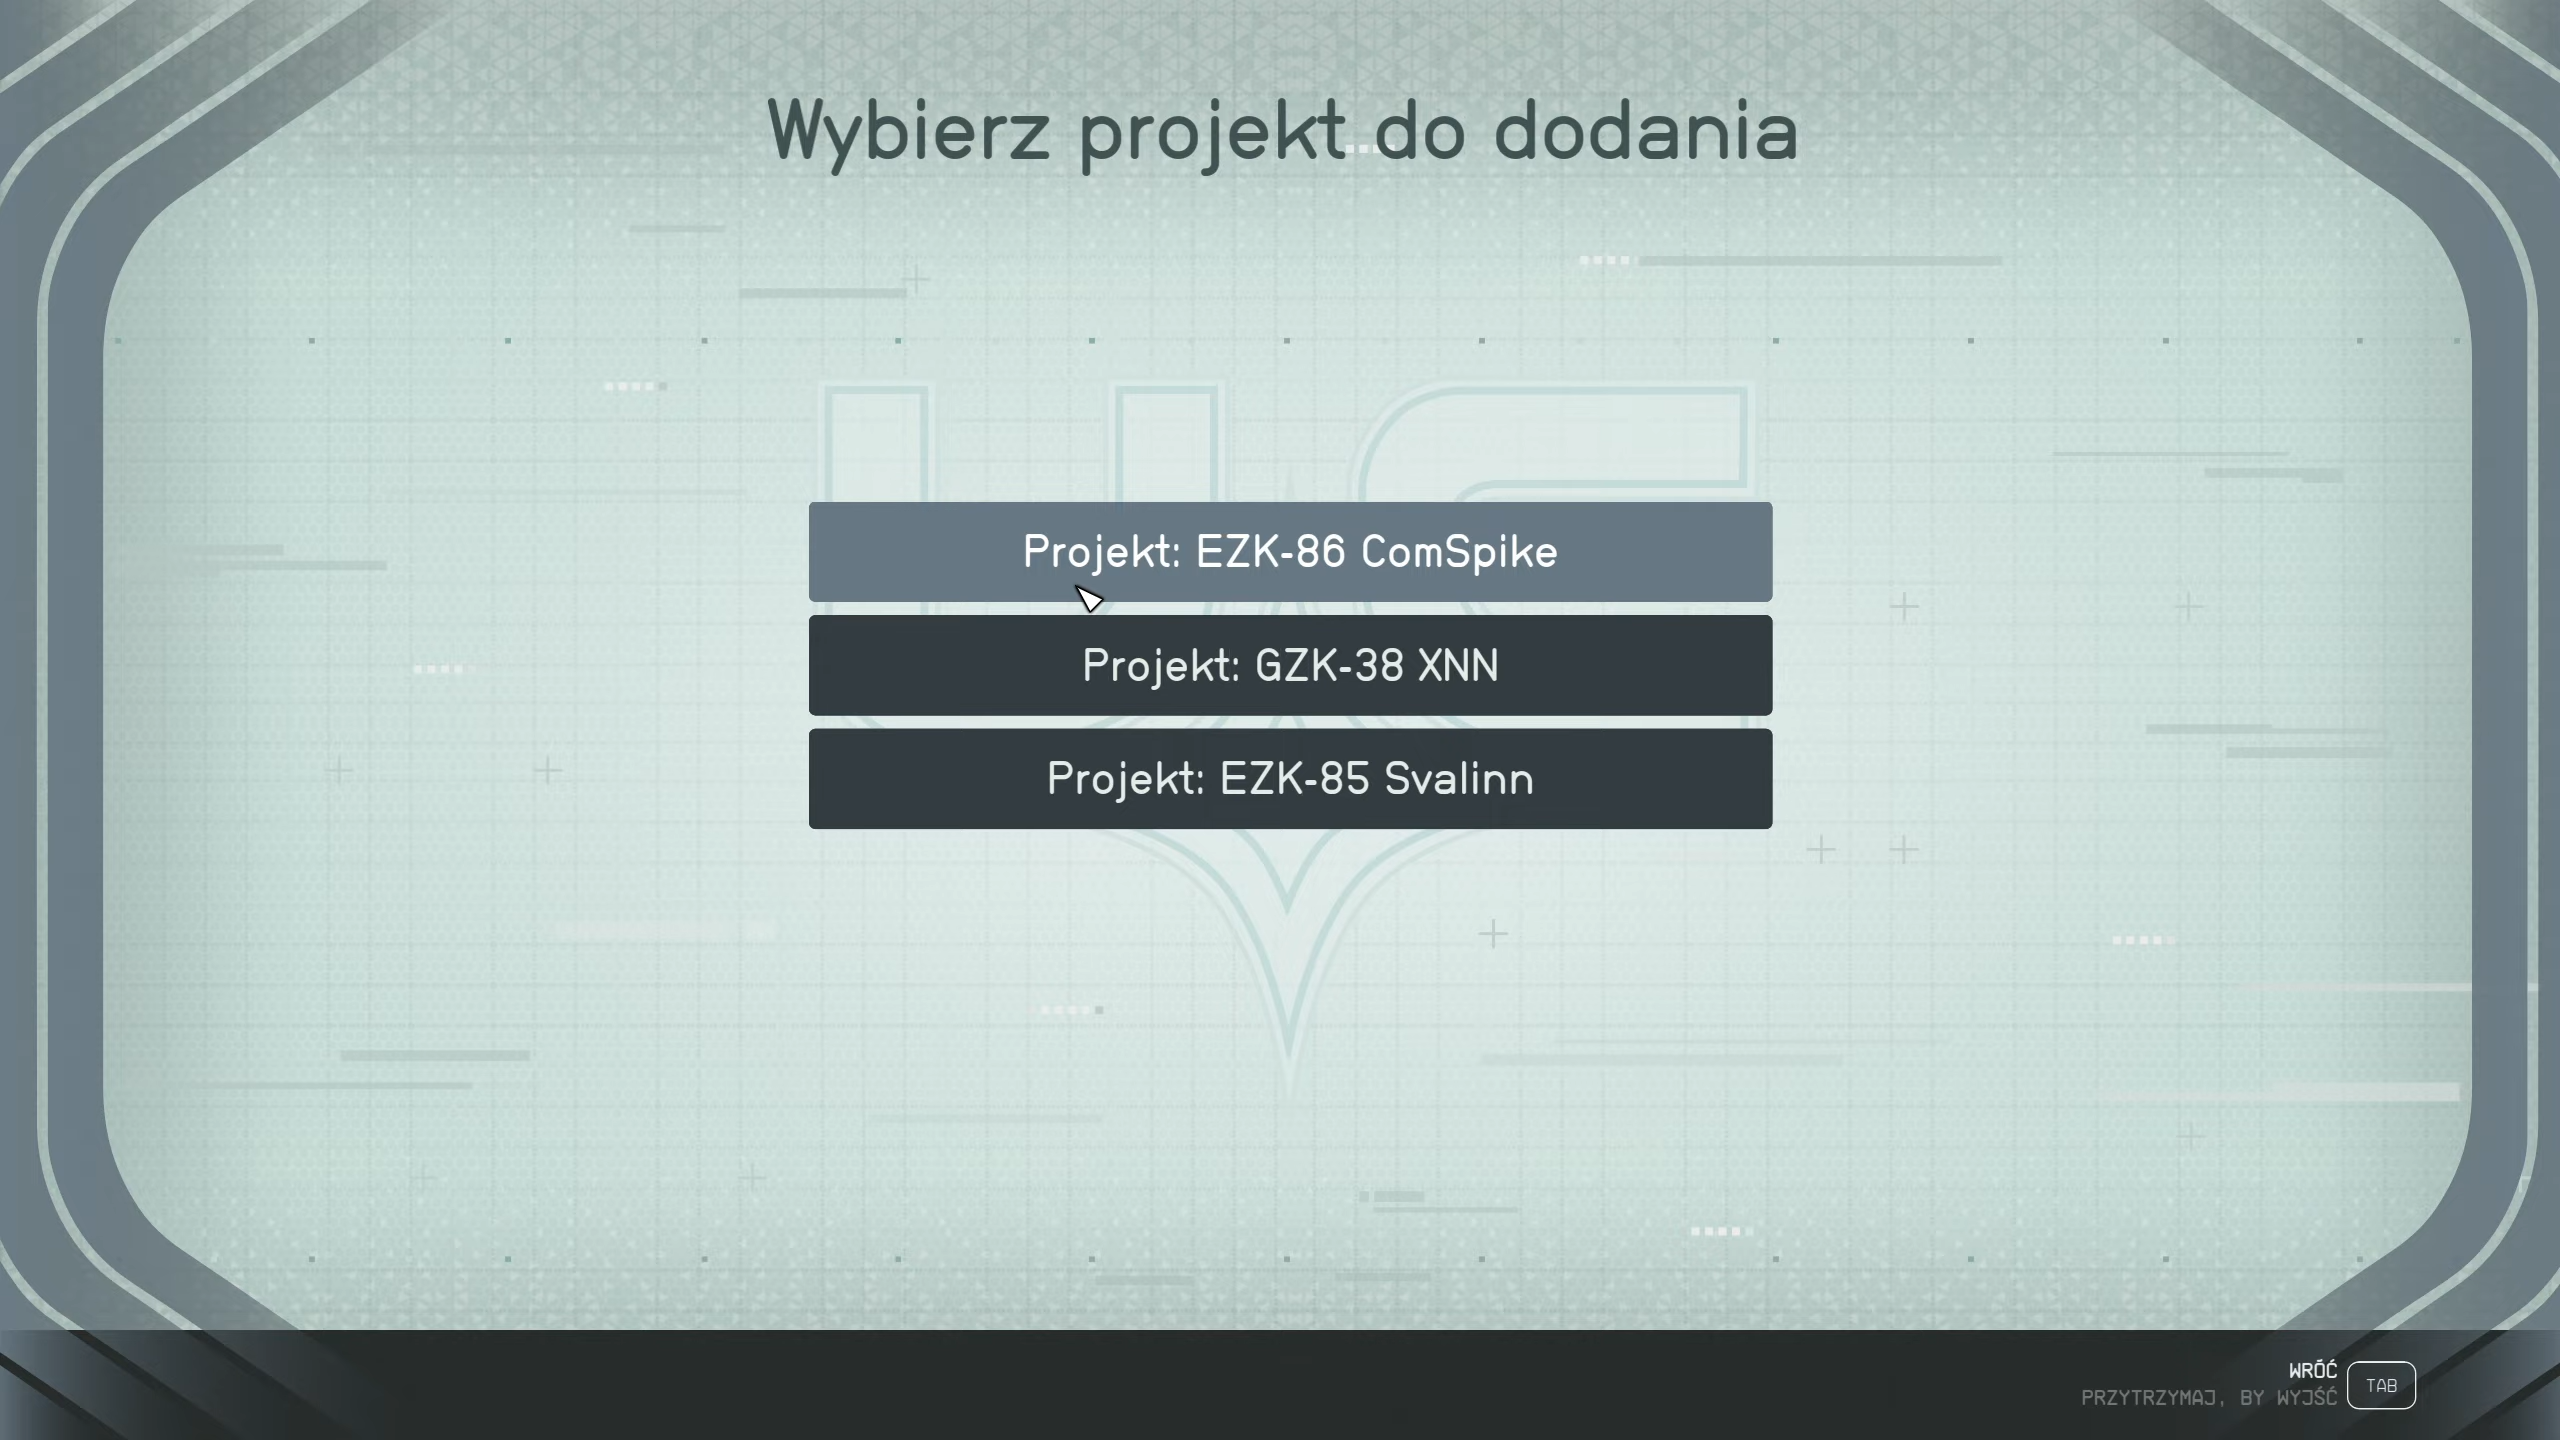 Wybierz projekt do dodania
Projekt: EZK-86 ComSpike
Projekt: GZK-38 XNN
Projekt: EZK-85 Svalinn
WRÓĆ
PRZYTRZYMAJ, BY WYJŚĆ
TAB